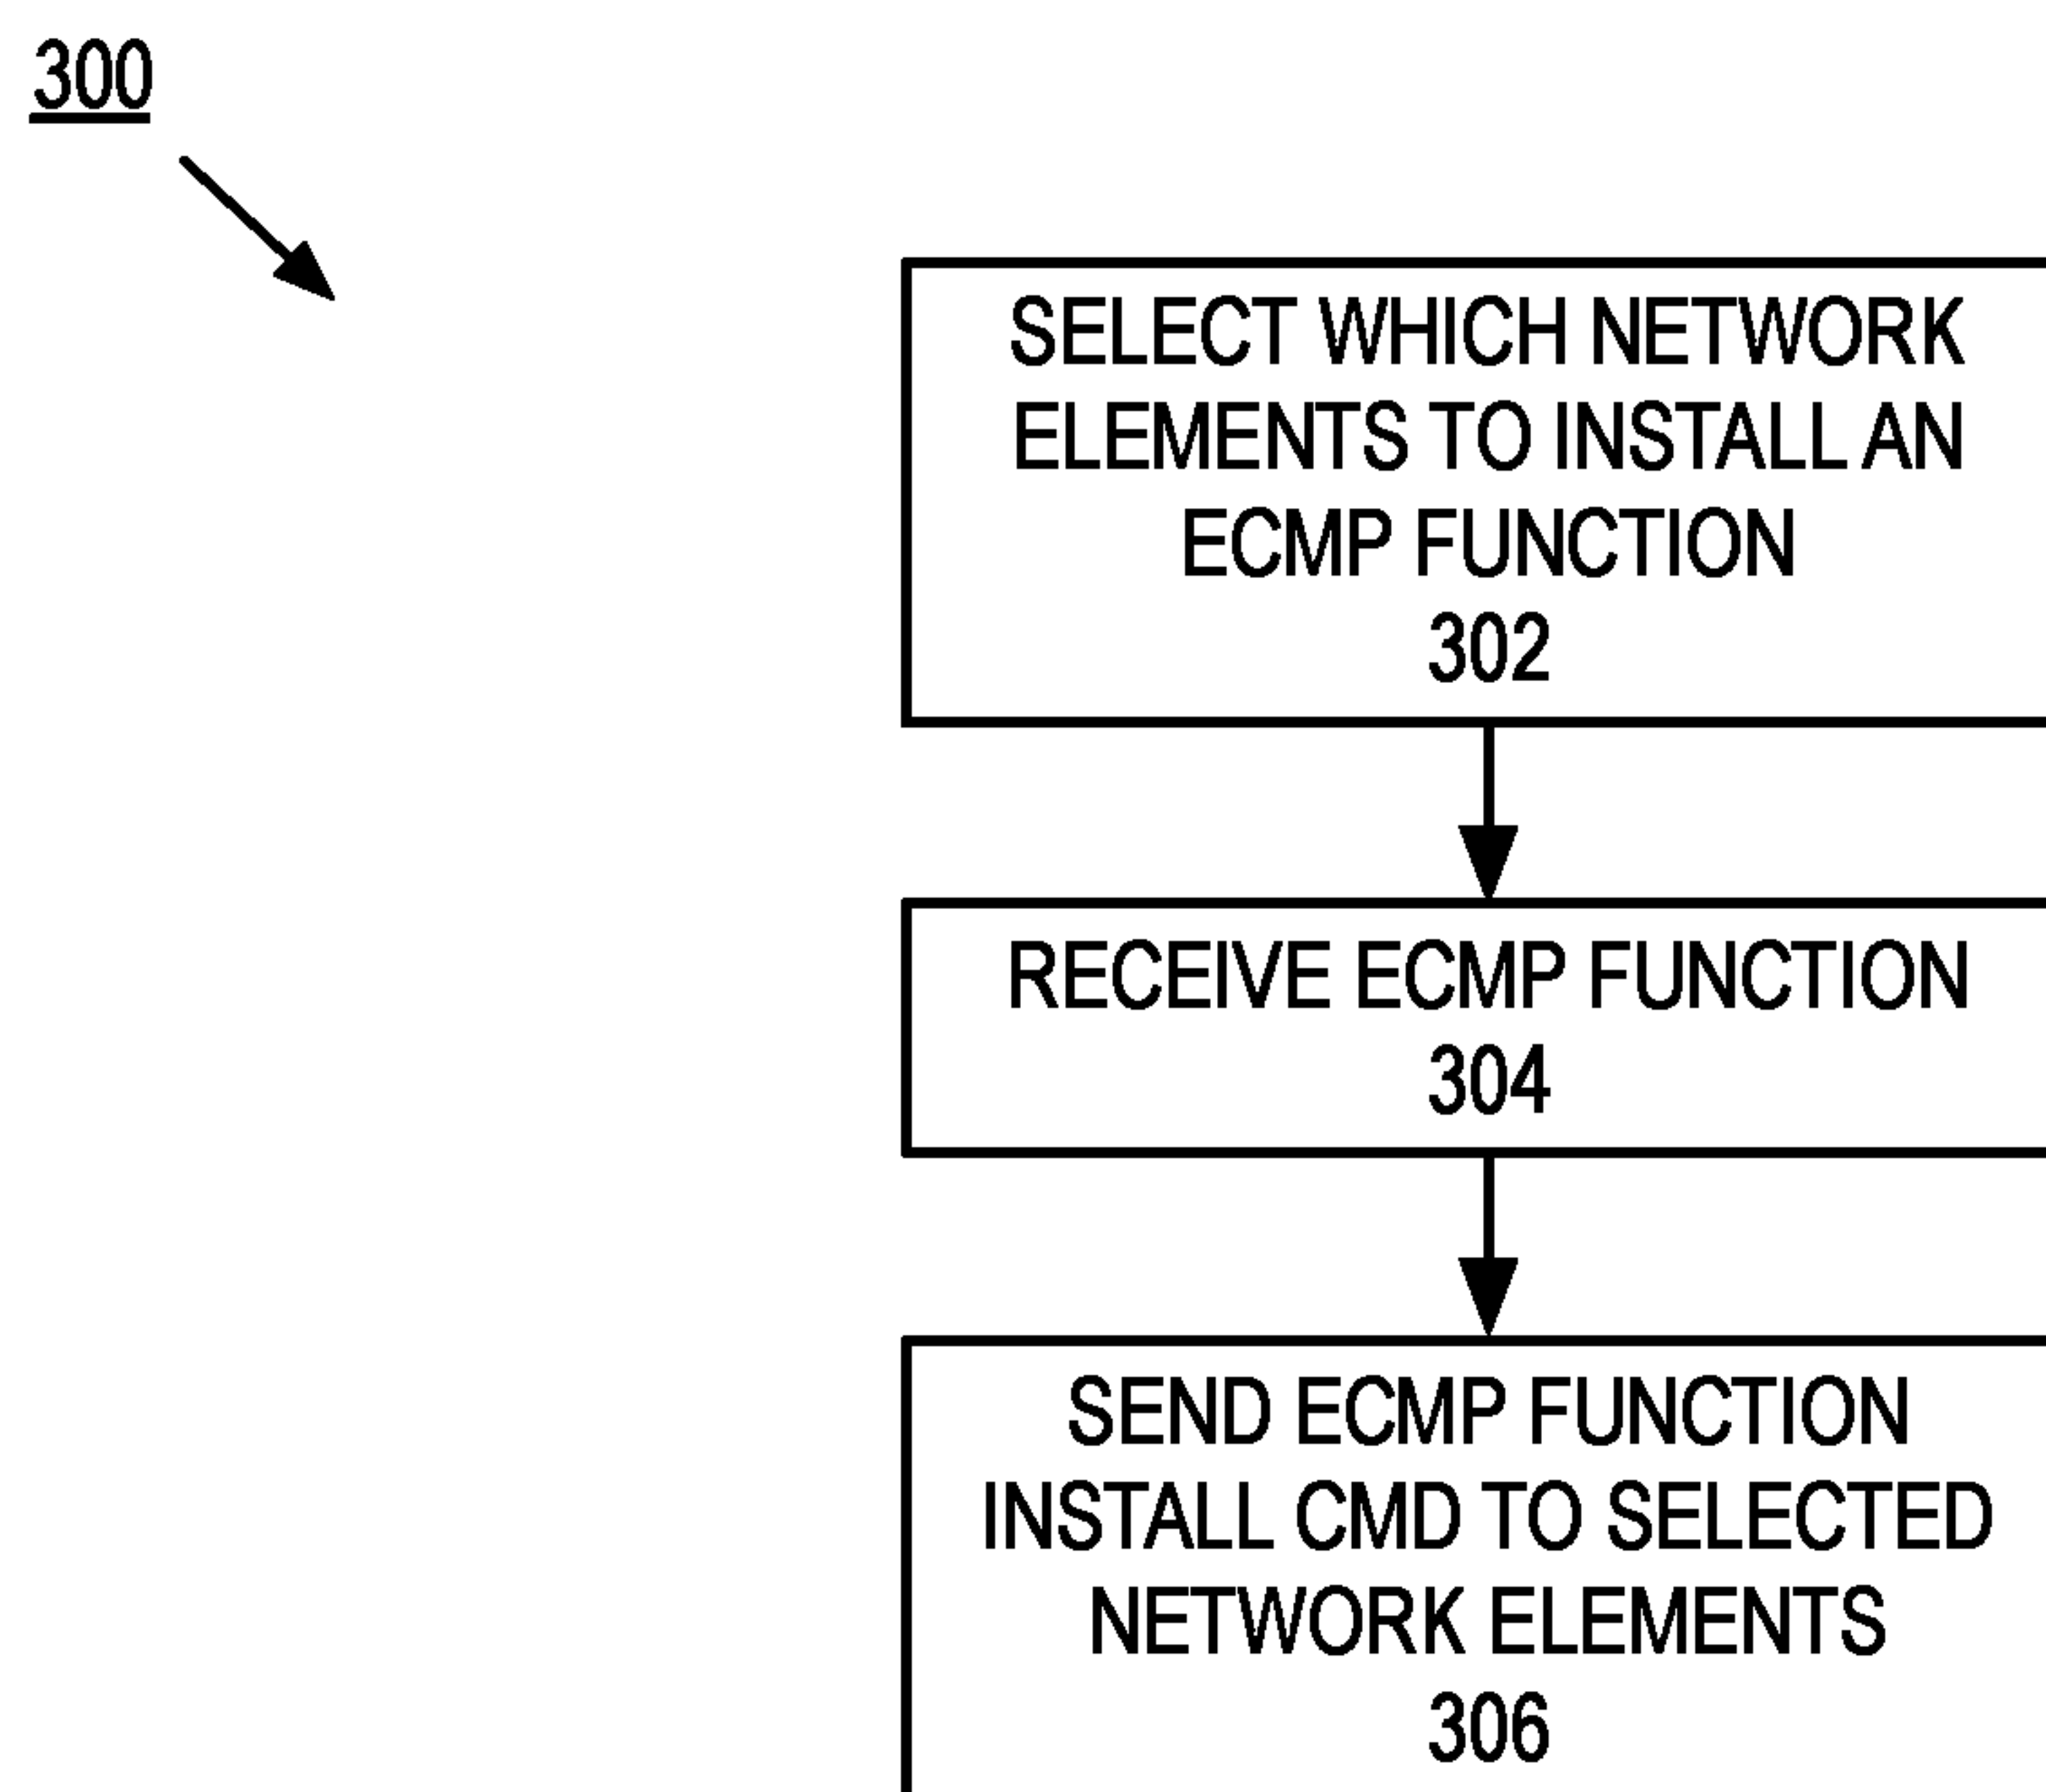 300
SELECT WHICH NETWORK
ELEMENTS TO INSTALL AN
ECMP FUNCTION
302
RECEIVE ECMP FUNCTION
304
SEND ECMP FUNCTION
INSTALL CMD TO SELECTED
NETWORK ELEMENTS
306